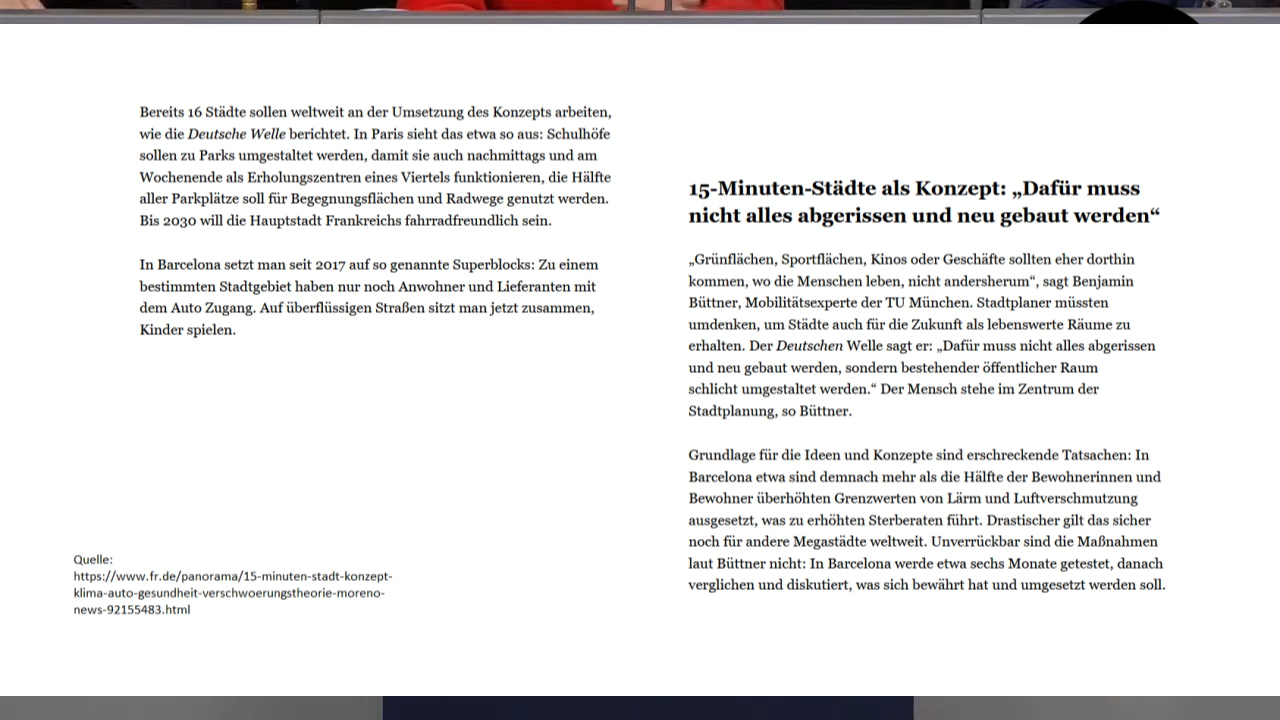 Bereits 16 Städte sollen weltweit an der Umsetzung des Konzepts arbeiten,
wie die Deutsche Welle berichtet. In Paris sieht das etwa so aus: Schulhöfe
sollen zu Parks umgestaltet werden, damit sie auch nachmittags und am
Wochenende als Erholungszentren eines Viertels funktionieren, die Hälfte
aller Parkplätze soll für Begegnungsflächen und Radwege genutzt werden.
Bis 2030 will die Hauptstadt Frankreichs fahrradfreundlich sein.
In Barcelona setzt man seit 2017 auf so genannte Superblocks: Zu einem
bestimmten Stadtgebiet haben nur noch Anwohner und Lieferanten mit
dem Auto Zugang. Auf überflüssigen Straßen sitzt man jetzt zusammen,
Kinder spielen.
Quelle:
https://www.fr.de/panorama/15-minuten-stadt-konzept-
klima-auto-gesundheit-verschwoerungstheorie-moreno-
news-92155483.html
15-Minuten-Städte als Konzept: „Dafür muss
nicht alles abgerissen und neu gebaut werden“
„Grünflächen, Sportflächen, Kinos oder Geschäfte sollten eher dorthin
kommen, wo die Menschen leben, nicht andersherum“, sagt Benjamin
Büttner, Mobilitätsexperte der TU München. Stadtplaner müssten
umdenken, um Städte auch für die Zukunft als lebenswerte Räume zu
erhalten. Der Deutschen Welle sagt er: „Dafür muss nicht alles abgerissen
und neu gebaut werden, sondern bestehender öffentlicher Raum
schlicht umgestaltet werden.“ Der Mensch stehe im Zentrum der
Stadtplanung, so Büttner.
Grundlage für die Ideen und Konzepte sind erschreckende Tatsachen: In
Barcelona etwa sind demnach mehr als die Hälfte der Bewohnerinnen und
Bewohner überhöhten Grenzwerten von Lärm und Luftverschmutzung
ausgesetzt, was zu erhöhten Sterberaten führt. Drastischer gilt das sicher
noch für andere Megastädte weltweit. Unverrückbar sind die Maßnahmen
laut Büttner nicht: In Barcelona werde etwa sechs Monate getestet, danach
verglichen und diskutiert, was sich bewährt hat und umgesetzt werden soll.